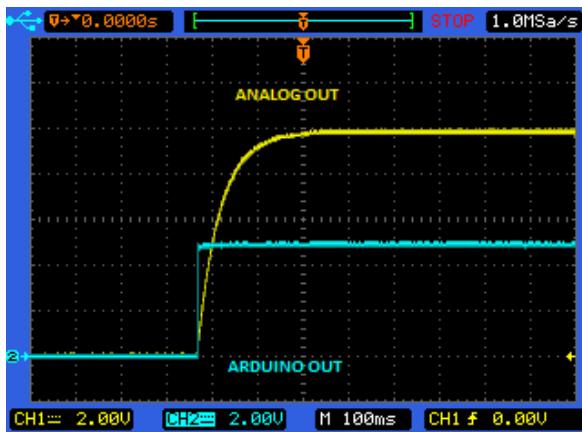 T→▼0.0000s
T
STOP
1.0MSa/s
T
ANALOG OUT
2
ARDUINO OUT
CH1 2.00V
CH2 2.00V
M 100ms
CH1 0.00V